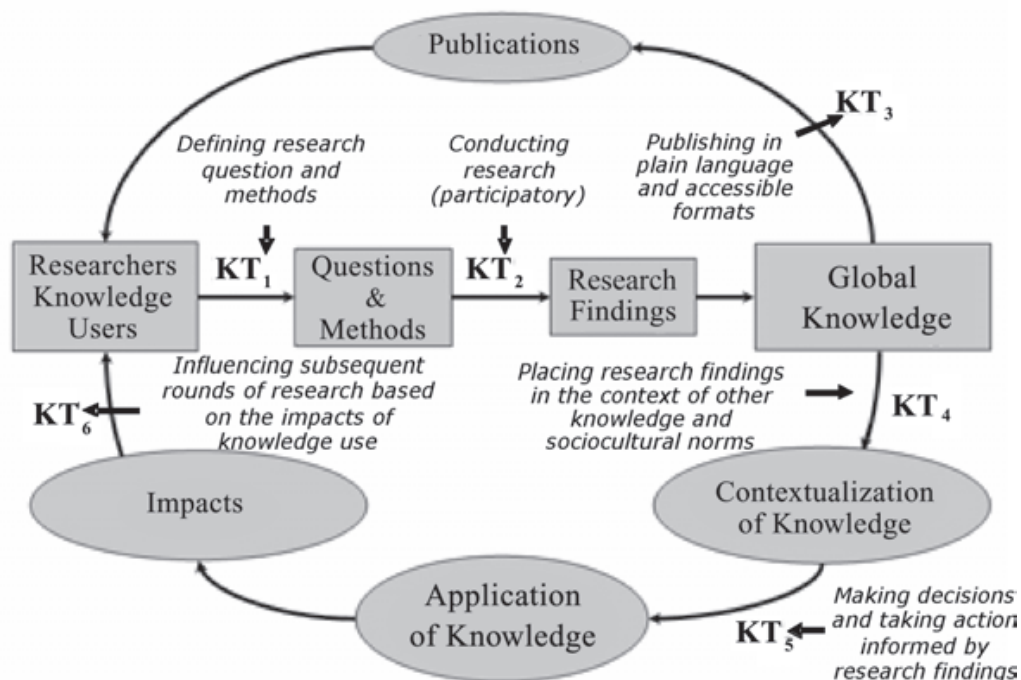 Publications
KT3
Defining research
question and
methods
Conducting
research
(participatory)
Publishing in
plain language
and accessible
formats
Researchers
Knowledge
Users
KT1
Questions
&
Methods
KT2
Research
Findings
Global
Knowledge
Influencing subsequent
rounds of research based
on the impacts of
knowledge use
KT6
Placing research findings
in the context of other
knowledge and
sociocultural norms
KT4
Impacts
Contextualization
of Knowledge
Application
of Knowledge
KT5
Making decisions
and taking action
informed by
research findings